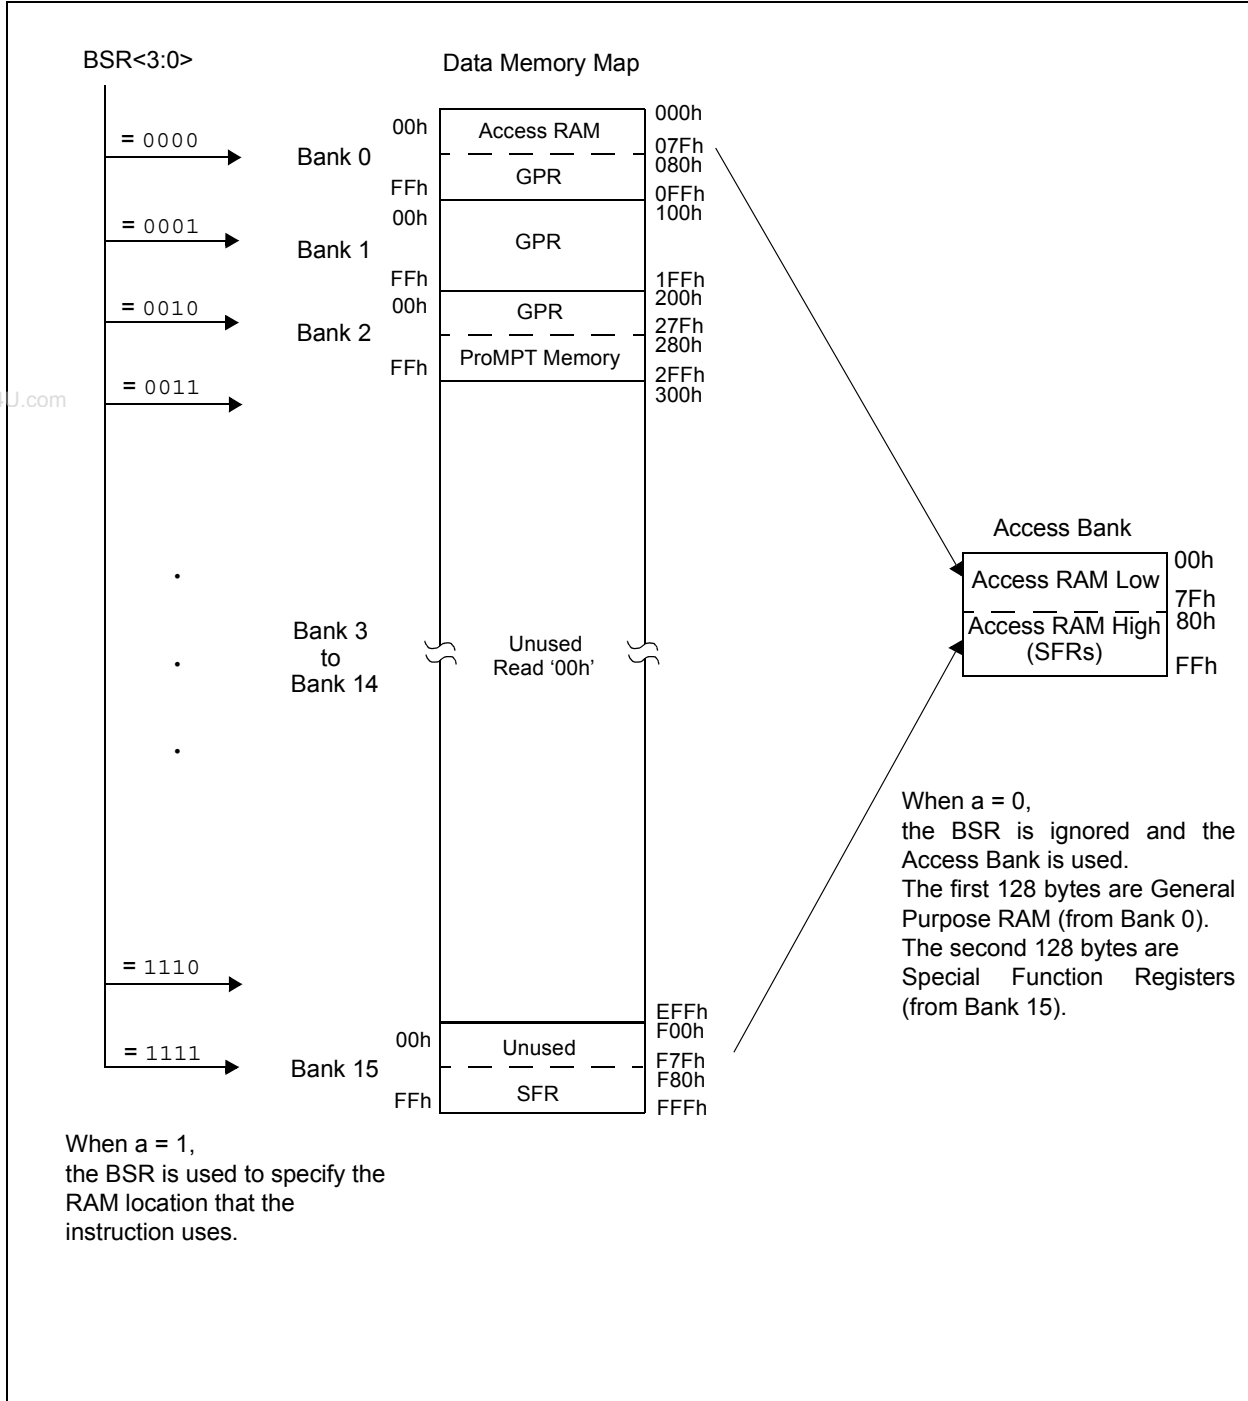 BSR<3:0>
Data Memory Map
= 0000
Bank 0
00h
Access RAM
000h
07Fh
080h
GPR
FFh
0FFh
= 0001
Bank 1
00h
GPR
100h
FFh
1FFh
= 0010
Bank 2
00h
GPR
200h
27Fh
280h
ProMPT Memory
FFh
2FFh
= 0011
300h
U.com
.
.
.
Bank 3
to
Bank 14
Unused
Read ‘00h’
Access Bank
Access RAM Low
00h
7Fh
Access RAM High
(SFRs)
80h
FFh
When a = 0,
the BSR is ignored and the
Access Bank is used.
The first 128 bytes are General
Purpose RAM (from Bank 0).
The second 128 bytes are
Special Function Registers
(from Bank 15).
= 1110
EFFh
= 1111
Bank 15
00h
Unused
F00h
F7Fh
F80h
SFR
FFh
FFFh
When a = 1,
the BSR is used to specify the
RAM location that the
instruction uses.